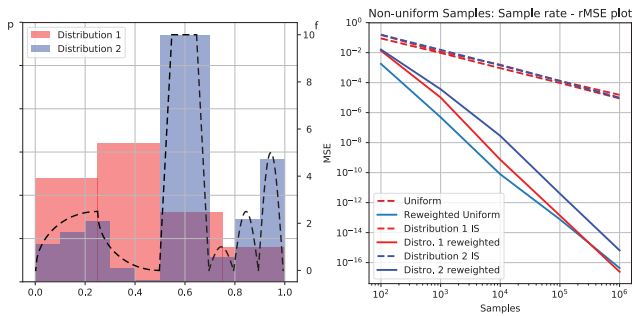 p
f
Distribution 1
Distribution 2
10
8
6
4
2
0
0.0 0.2 0.4 0.6 0.8 1.0
Non-uniform Samples: Sample rate - rMSE plot
MSE
10^0
10^-2
10^-4
10^-6
10^-8
10^-10
10^-12
10^-14
10^-16
Uniform
Reweighted Uniform
Distribution 1 IS
Distro, 1 reweighted
Distribution 2 IS
Distro, 2 reweighted
10^2 10^3 10^4 10^5 10^6
Samples